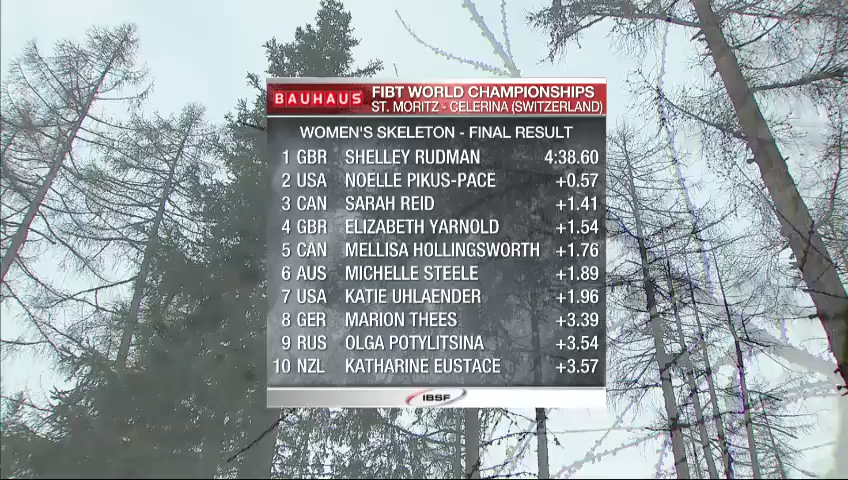 BAUHAUS
FIBT WORLD CHAMPIONSHIPS
ST. MORITZ - CELERINA (SWITZERLAND)
WOMEN'S SKELETON - FINAL RESULT
1 GBR SHELLEY RUDMAN 4:38.60
2 USA NOELLE PIKUS-PACE +0.57
3 CAN SARAH REID +1.41
4 GBR ELIZABETH YARNOLD +1.54
5 CAN MELLISA HOLLINGSWORTH +1.76
6 AUS MICHELLE STEELE +1.89
7 USA KATIE UHLAENDER +1.96
8 GER MARION THEES +3.39
9 RUS OLGA POTYLITSINA +3.54
10 NZL KATHARINE EUSTACE +3.57
IBSF